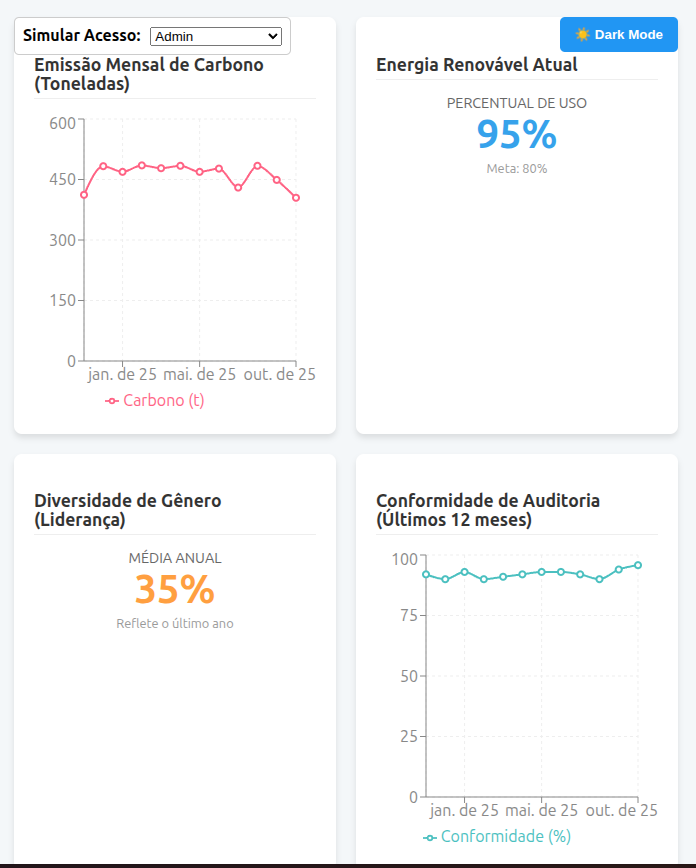 Simular Acesso: Admin
☀️ Dark Mode
Emissão Mensal de Carbono
(Toneladas)
600
450
300
150
0
jan. de 25 mai. de 25 out. de 25
Carbono (t)
Energia Renovável Atual
PERCENTUAL DE USO
95%
Meta: 80%
Diversidade de Gênero
(Liderança)
MÉDIA ANUAL
35%
Reflete o último ano
Conformidade de Auditoria
(Últimos 12 meses)
100
75
50
25
0
jan. de 25 mai. de 25 out. de 25
Conformidade (%)